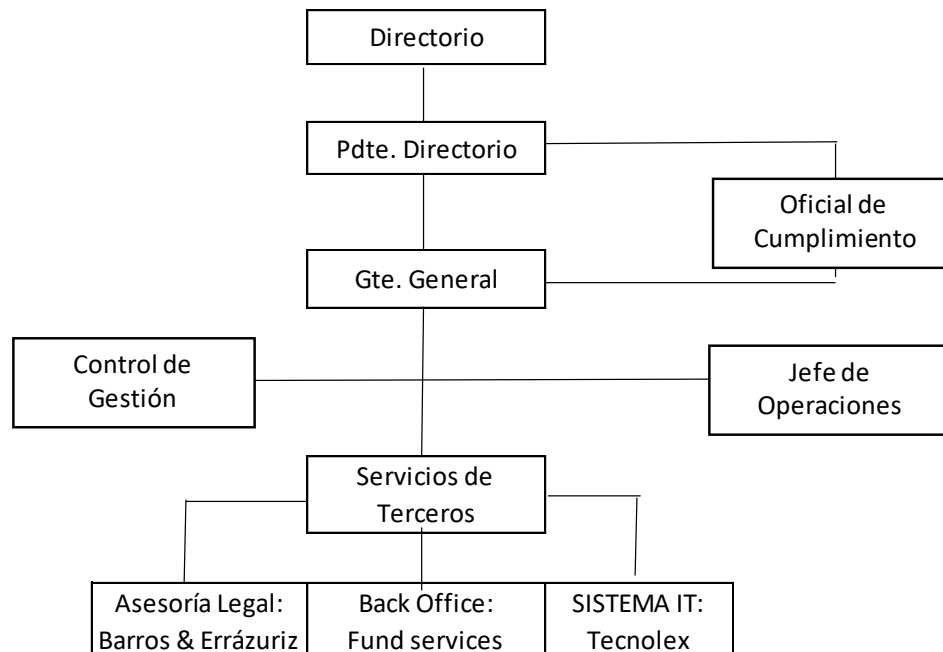 Directorio
Pdte. Directorio
Oficial de
Cumplimiento
Gte. General
Control de
Gestión
Jefe de
Operaciones
Servicios de
Terceros
Asesoría Legal:
Barros & Errázuriz
Back Office:
Fund services
SISTEMA IT:
Tecnolex